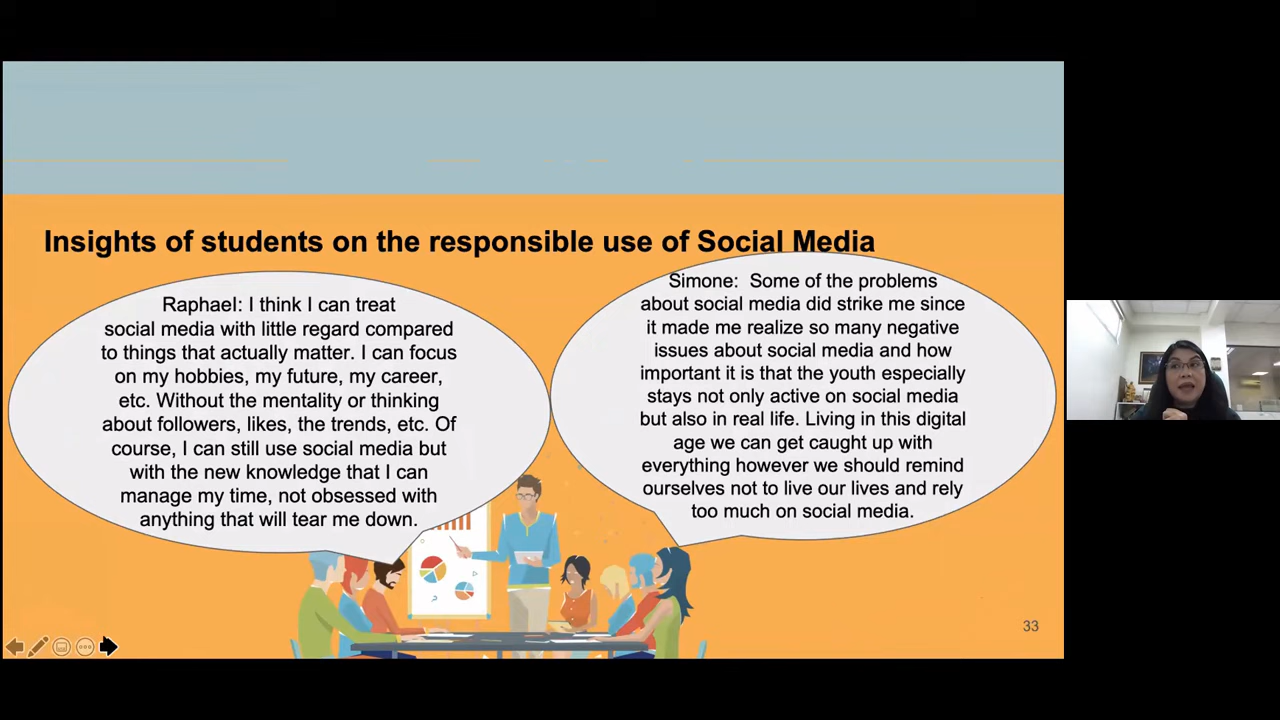 Insights of students on the responsible use of Social Media
Raphael: I think I can treat
social media with little regard compared
to things that actually matter. I can focus
on my hobbies, my future, my career,
etc. Without the mentality or thinking
about followers, likes, the trends, etc. Of
course, I can still use social media but
with the new knowledge that I can
manage my time, not obsessed with
anything that will tear me down.
Simone:  Some of the problems
about social media did strike me since
it made me realize so many negative
issues about social media and how
important it is that the youth especially
stays not only active on social media
but also in real life. Living in this digital
age we can get caught up with
everything however we should remind
ourselves not to live our lives and rely
too much on social media.
33